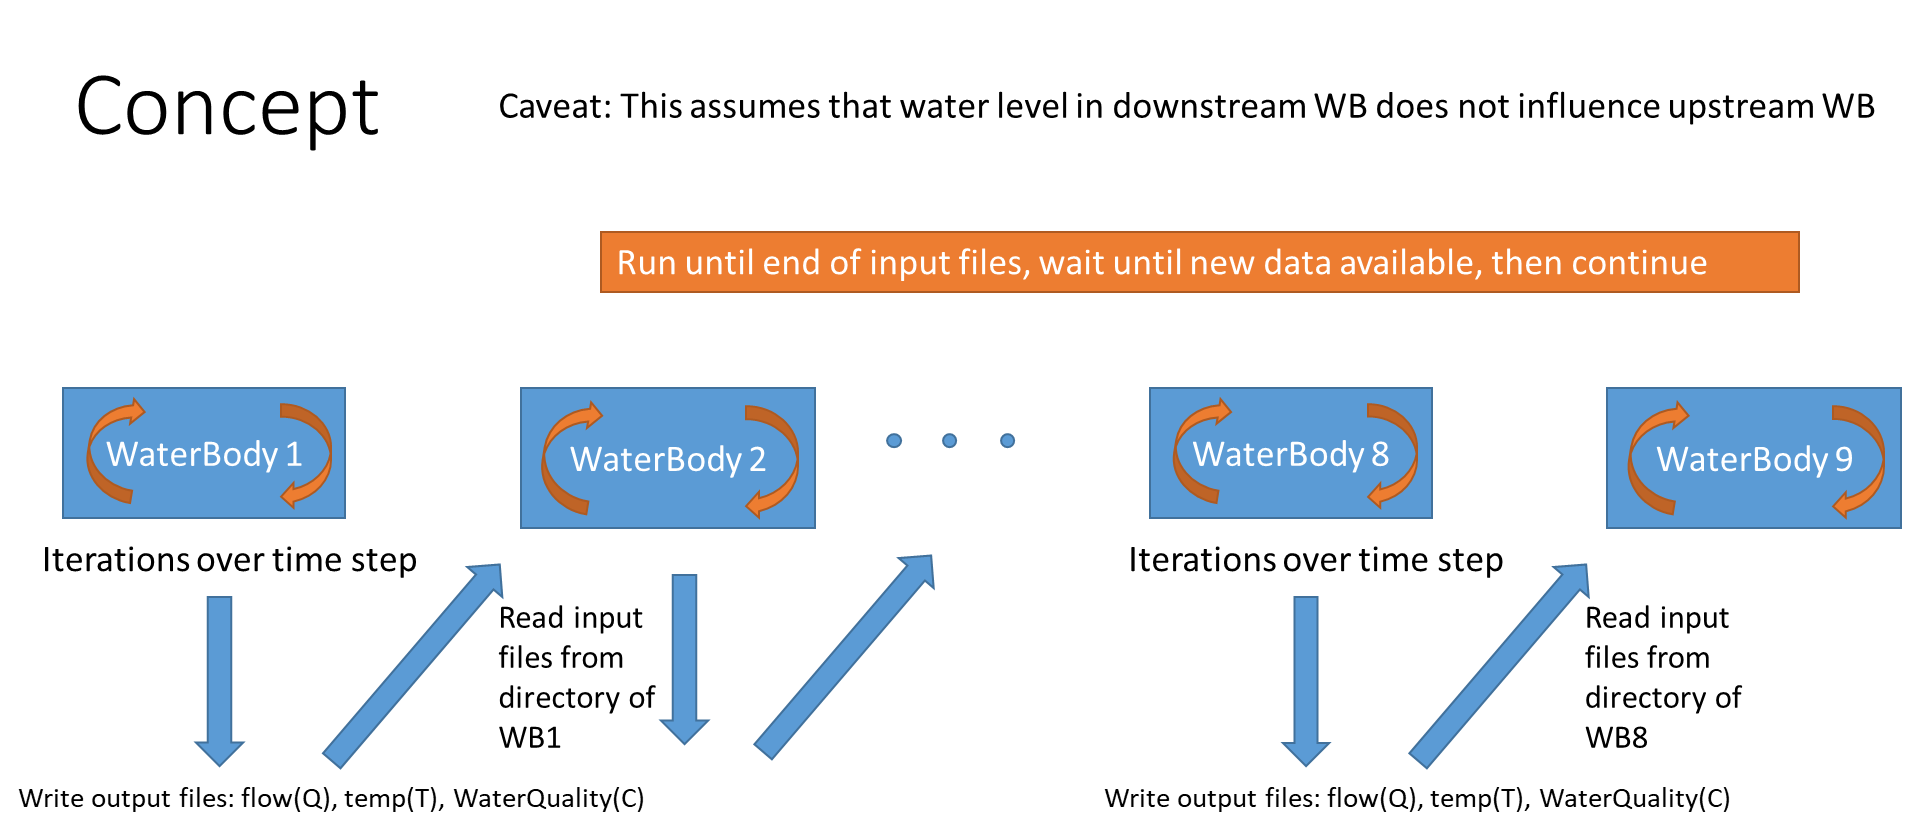 Concept
Caveat: This assumes that water level in downstream WB does not influence upstream WB
Run until end of input files, wait until new data available, then continue
WaterBody 1
WaterBody 2
WaterBody 8
WaterBody 9
Iterations over time step
Iterations over time step
Read input
files from
directory of
WB1
Read input
files from
directory of
WB8
Write output files: flow(Q), temp(T), WaterQuality(C)
Write output files: flow(Q), temp(T), WaterQuality(C)